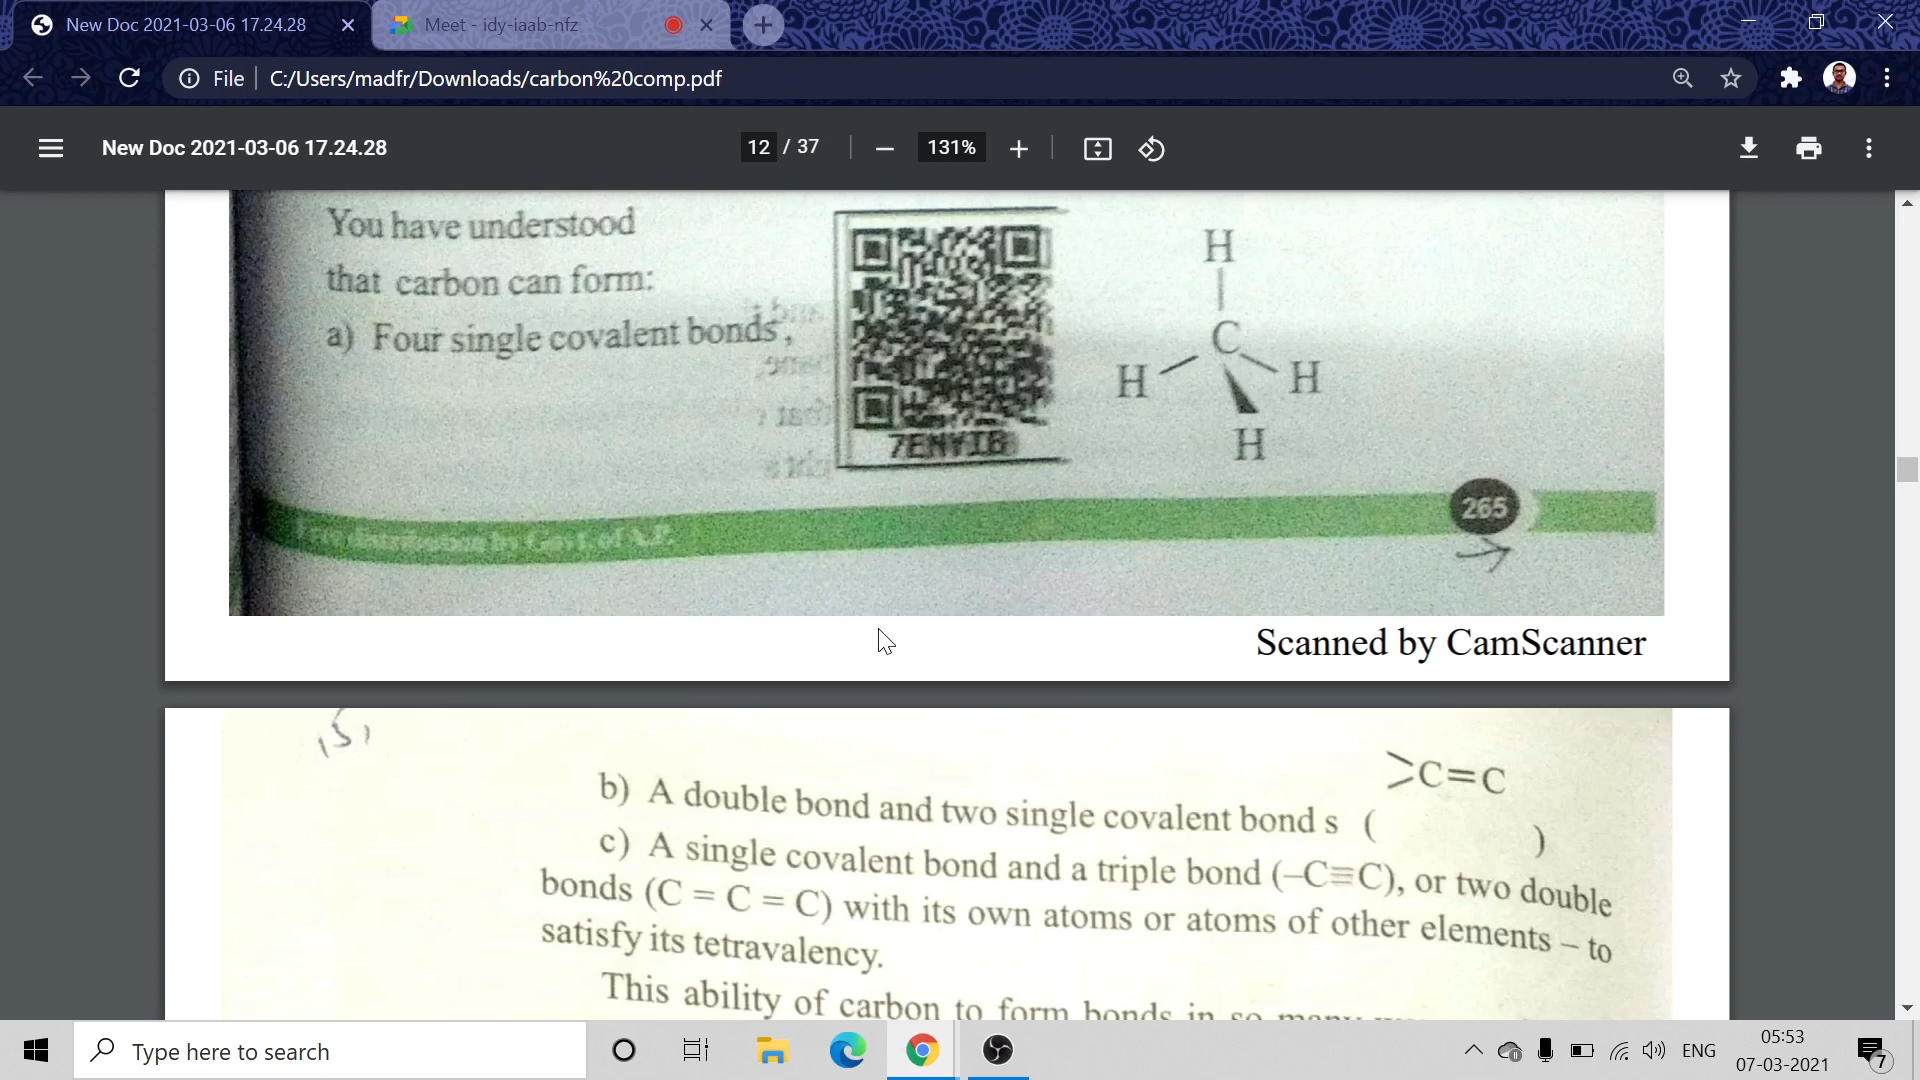 New Doc 2021-03-06 17.24.28
Meet - idy-iaab-nfz
File
C:/Users/madfr/Downloads/carbon%20comp.pdf
New Doc 2021-03-06 17.24.28
12 / 37
131%
You have understood
that carbon can form:
a) Four single covalent bonds,
7ENYIB
H
C
H H
H
265
Scanned by CamScanner
>C=C
b) A double bond and two single covalent bond s ( )
c) A single covalent bond and a triple bond (–C≡C), or two double
bonds (C = C = C) with its own atoms or atoms of other elements – to
satisfy its tetravalency.
This ability of carbon to form bonds in so many
Type here to search
ENG
05:53
07-03-2021
7